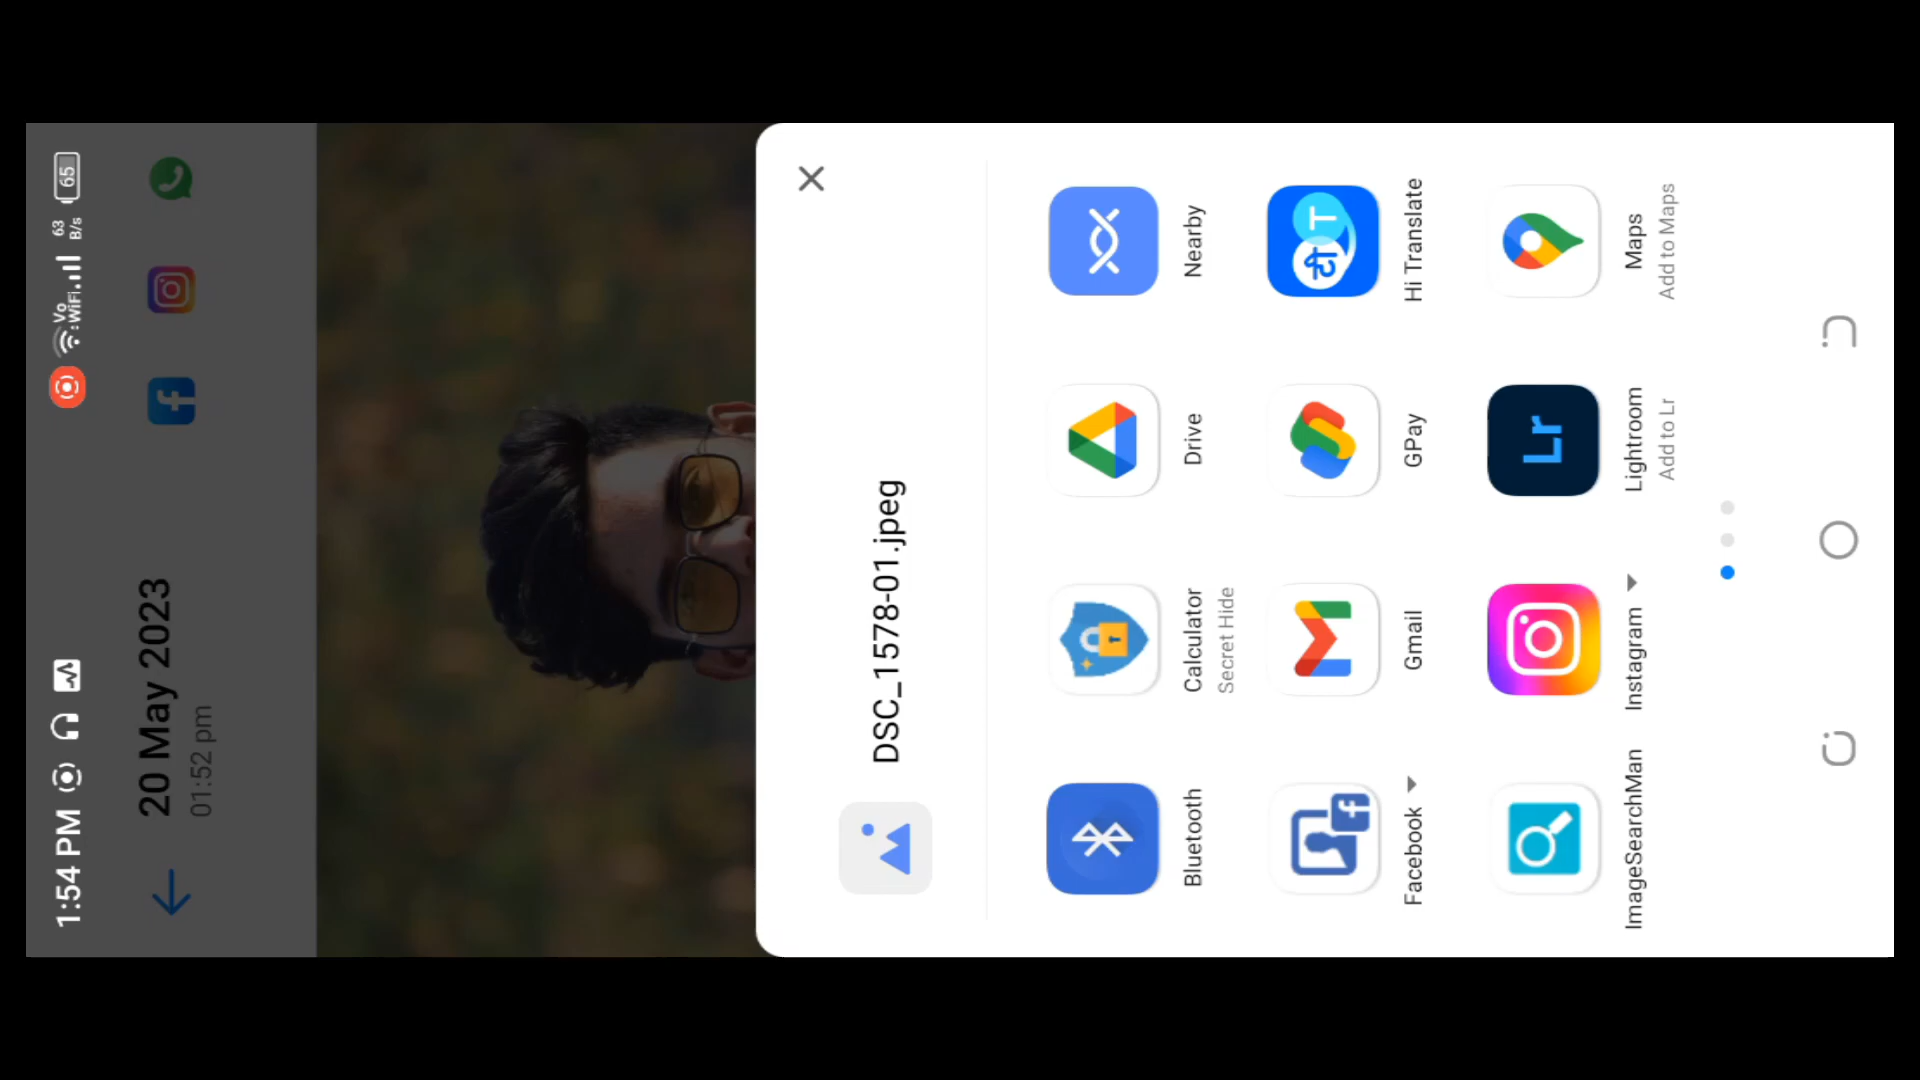 1:54 PM
Vo
WiFi
63
B/s
65
20 May 2023
01:52 pm
DSC_1578-01.jpeg
Bluetooth
Calculator
Secret Hide
Drive
Nearby
Facebook
Gmail
GPay
ही T
Hi Translate
ImageSearchMan
Instagram
Lr
Lightroom
Add to Lr
Maps
Add to Maps